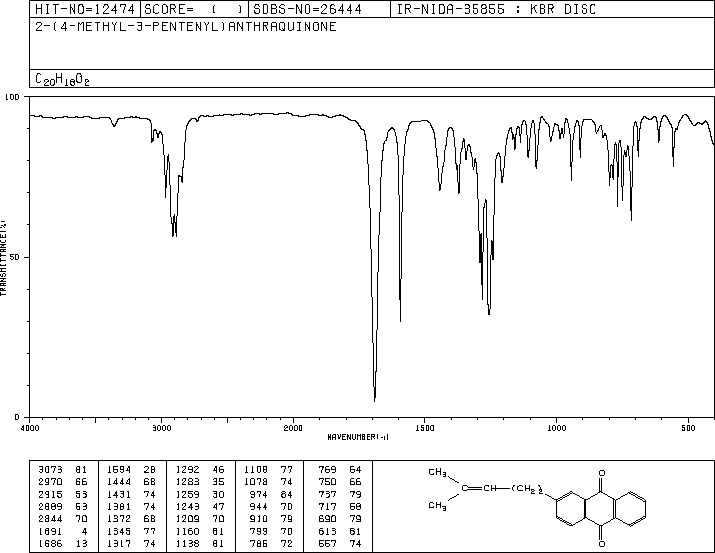 HIT-NO=12474 SCORE= ( ) SDBS-NO=26444 IR-NIDA-35855 : KBR DISC
2-(4-METHYL-3-PENTENYL)ANTHRAQUINONE
C20H18O2
100
50
0
TRANSMITTANCE(%)
4000 3000 2000 1500 1000 500
WAVENUMBER(-1)
3073 81 1594 28 1292 46 1108 77 769 64
2970 66 1444 68 1283 35 1078 74 750 66
2915 53 1431 74 1259 30 974 84 737 79
2889 53 1381 74 1243 47 944 70 717 58
2844 70 1372 68 1209 70 910 79 690 79
1691 4 1345 77 1160 81 799 70 613 81
1686 13 1317 74 1138 81 786 72 557 74
CH3
C=CH-(CH2)2
CH3
O
O